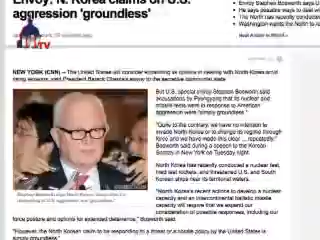 Envoy: N. Korea claims on U.S.
aggression 'groundless'
Envoy Stephen Bosworth says U.S.
He says possible ways to deal with
The North has recently conducted
Washington wants the North to
TV
NEW YORK (CNN) -- The United States will consider expanding its options in dealing with North Korea amid
rising tensions, said President Barack Obama's envoy to the secretive communist state.
But U.S. special envoy Stephen Bosworth said
accusations by Pyongyang that its nuclear and
missile tests were to response to American
aggression were "simply groundless."
"Quite to the contrary, we have no intention to
invade North Korea or to change its regime through
force and we have made this clear ... repeatedly,"
Bosworth said during a speech to the Korean
Society in New York on Tuesday night.
North Korea has recently conducted a nuclear test,
fired test rockets, and threatened U.S. and South
Korean ships near its territorial waters.
"North Korea's recent actions to develop a nuclear
capacity and an intercontinental ballistic missile
capacity will require that we expand our
consideration of possible responses, including our
force posture and options for extended deterrence," Bosworth said.
"However, the North Korean claim to be responding to a threat or a hostile policy by the United States is
simply groundless."